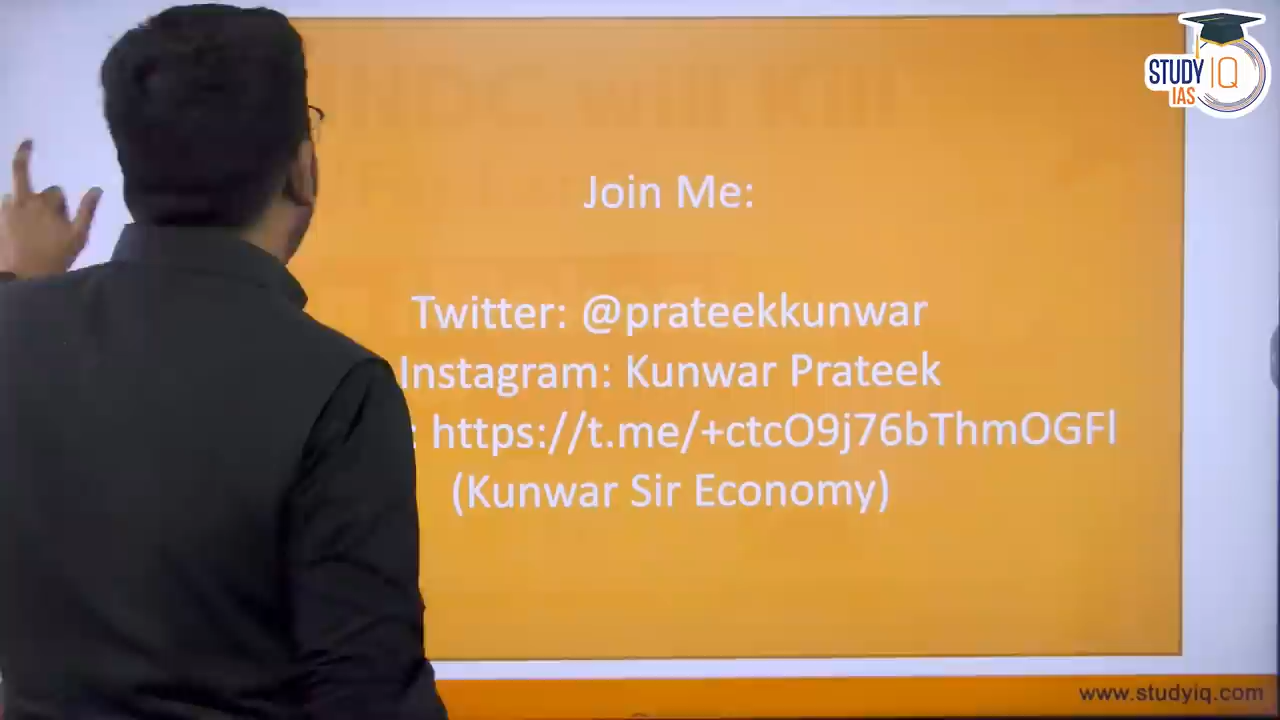 STUDY IQ
IAS
Join Me:
Twitter: @prateekkunwar
Instagram: Kunwar Prateek
: https://t.me/+ctcO9j76bThmOGFl
(Kunwar Sir Economy)
www.studyiq.com